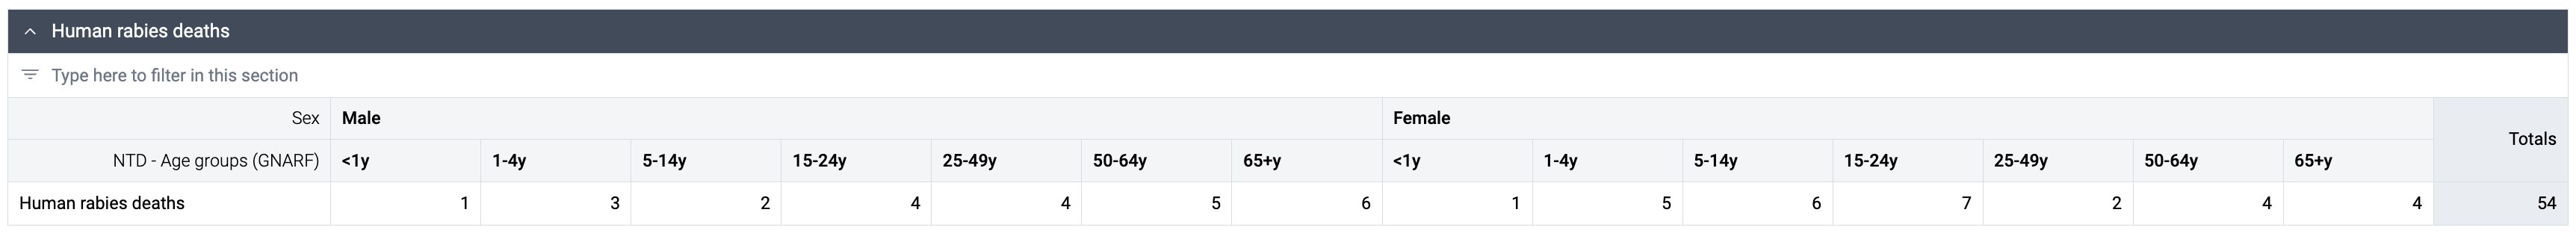 Human rabies deaths
Type here to filter in this section
Sex Male Female Totals
NTD - Age groups (GNARF) <1y 1-4y 5-14y 15-24y 25-49y 50-64y 65+y <1y 1-4y 5-14y 15-24y 25-49y 50-64y 65+y
Human rabies deaths 1 3 2 4 4 5 6 1 5 6 7 2 4 4 54